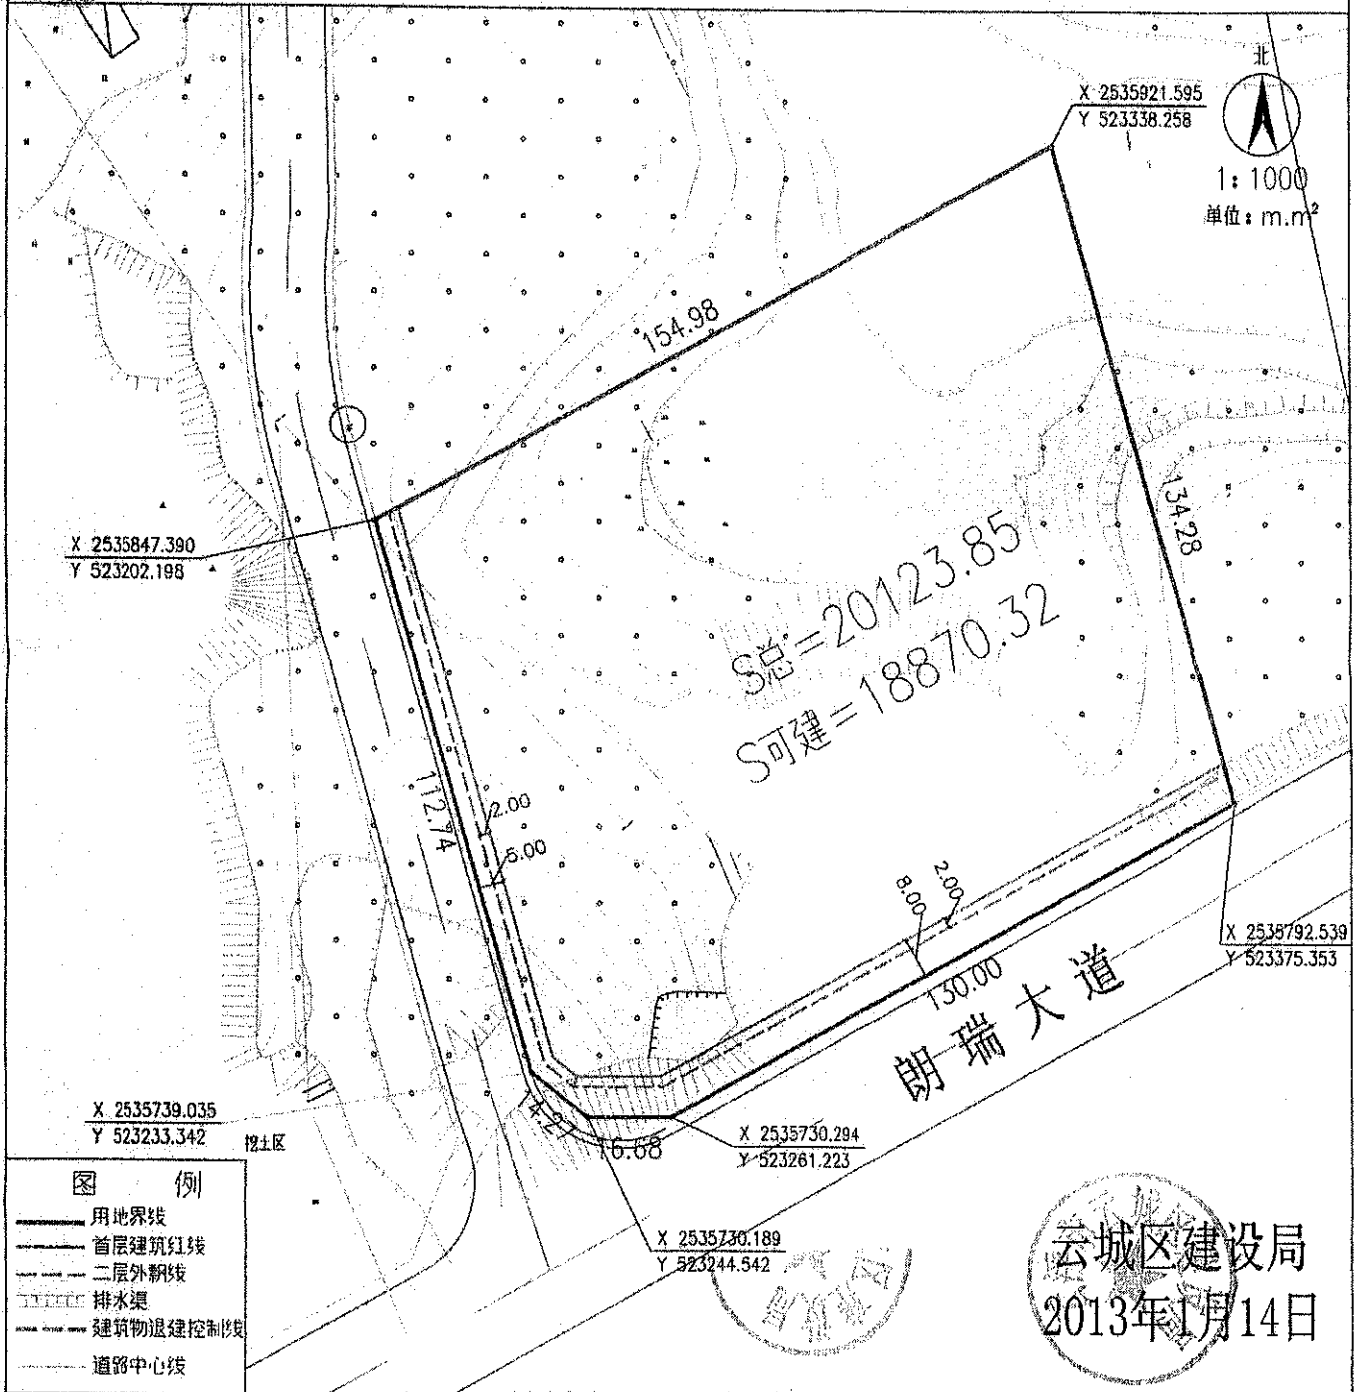 北
X 2535921.595
Y 523338.258
1:1000
单位:m.m²
154.98
134.28
X 2535847.390
Y 523202.198
S总=20123.85
S可建=18870.32
112.74
2.00
5.00
8.00
2.00
130.00
朗瑞大道
X 2535792.539
Y 523375.353
X 2535739.035
Y 523233.342
挖土区
14.27
16.68
X 2535730.294
Y 523261.223
X 2535730.189
Y 523244.542
图 例
用地界线
首层建筑红线
二层外飘线
排水渠
建筑物退建控制线
道路中心线
云城区建设局
2013年1月14日